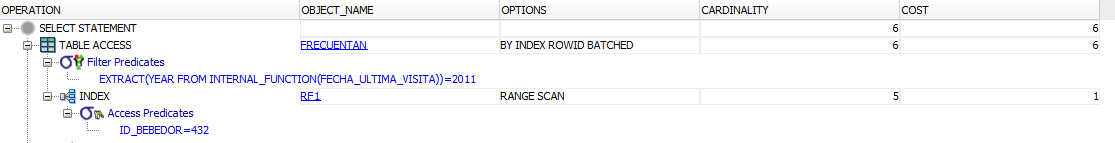 OPERATION OBJECT_NAME OPTIONS CARDINALITY COST
SELECT STATEMENT 6 6
TABLE ACCESS FRECUENTAN BY INDEX ROWID BATCHED 6 6
Filter Predicates
EXTRACT(YEAR FROM INTERNAL_FUNCTION(FECHA_ULTIMA_VISITA))=2011
INDEX RF1 RANGE SCAN 5 1
Access Predicates
ID_BEBEDOR=432